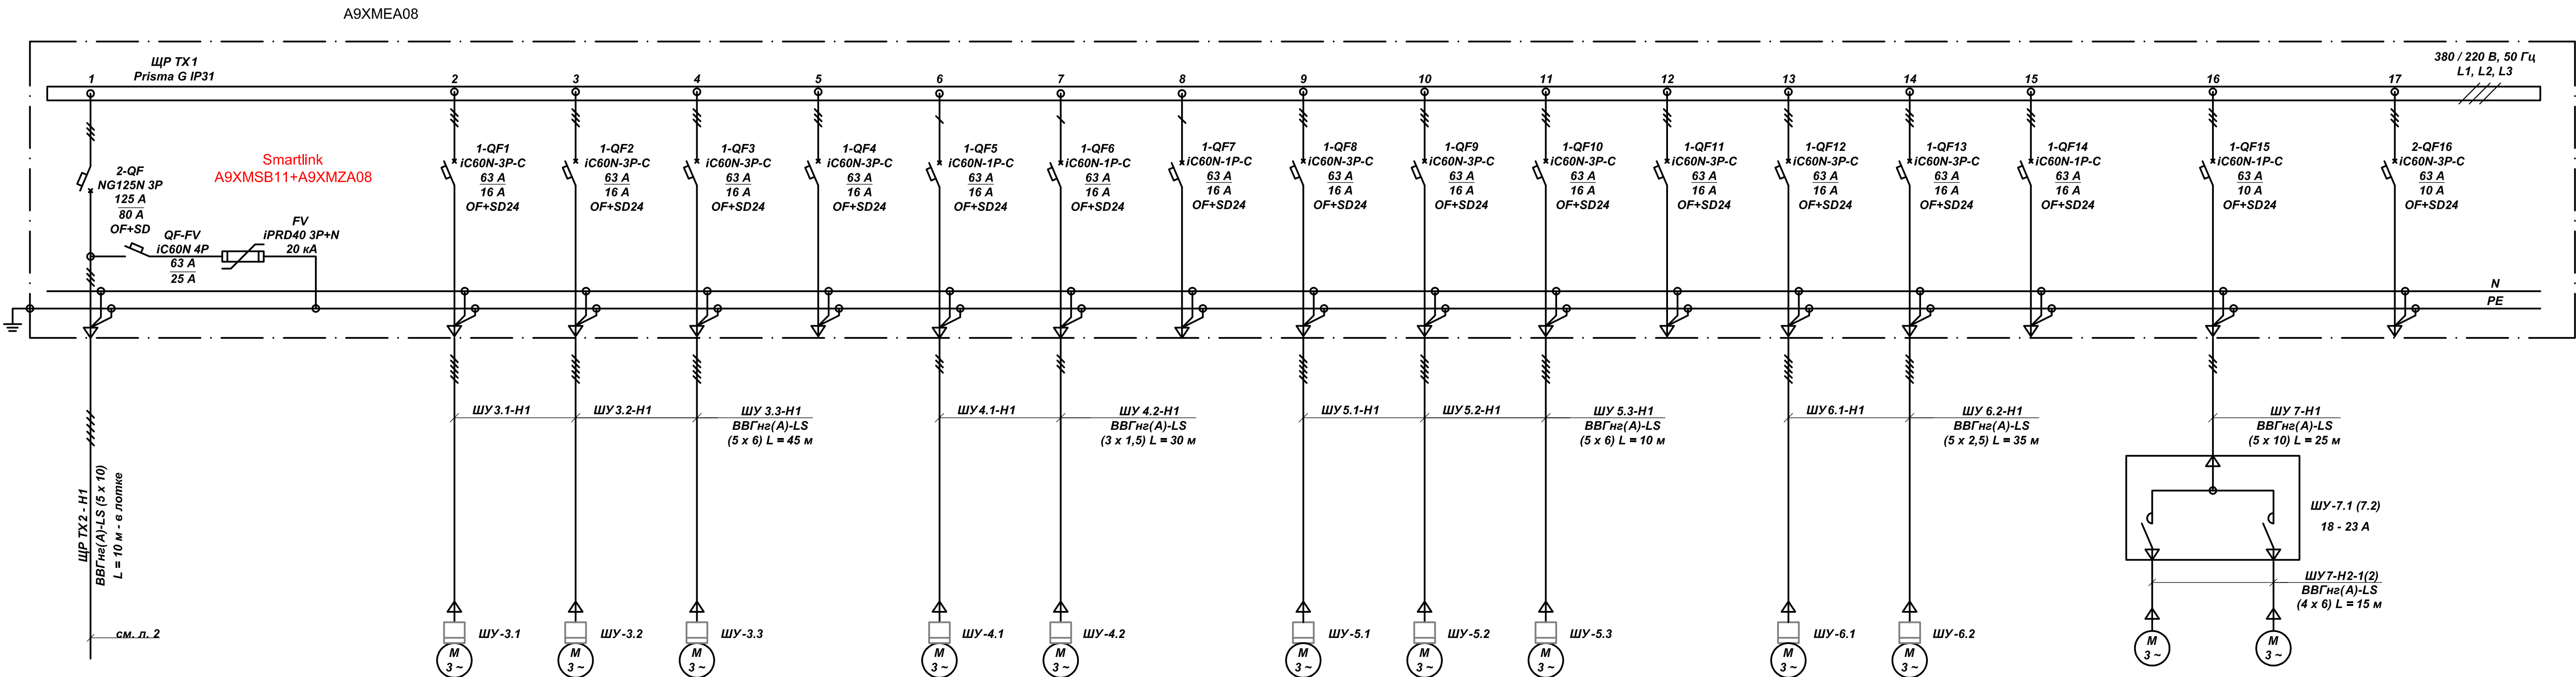 A9XMEA08
ЩР ТХ1
Prisma G IP31
380 / 220 В, 50 Гц
L1, L2, L3
1
2
3
4
5
6
7
8
9
10
11
12
13
14
15
16
17
Smartlink
A9XMSB11+A9XMZA08
2-QF
NG125N 3P
125 А
80 А
OF+SD
QF-FV
iC60N 4P
63 А
25 А
FV
iPRD40 3P+N
20 кА
1-QF1
iC60N-3P-C
63 А
16 А
OF+SD24
1-QF2
iC60N-3P-C
63 А
16 А
OF+SD24
1-QF3
iC60N-3P-C
63 А
16 А
OF+SD24
1-QF4
iC60N-3P-C
63 А
16 А
OF+SD24
1-QF5
iC60N-1P-C
63 А
16 А
OF+SD24
1-QF6
iC60N-1P-C
63 А
16 А
OF+SD24
1-QF7
iC60N-1P-C
63 А
16 А
OF+SD24
1-QF8
iC60N-3P-C
63 А
16 А
OF+SD24
1-QF9
iC60N-3P-C
63 А
16 А
OF+SD24
1-QF10
iC60N-3P-C
63 А
16 А
OF+SD24
1-QF11
iC60N-3P-C
63 А
16 А
OF+SD24
1-QF12
iC60N-3P-C
63 А
16 А
OF+SD24
1-QF13
iC60N-3P-C
63 А
16 А
OF+SD24
1-QF14
iC60N-1P-C
63 А
16 А
OF+SD24
1-QF15
iC60N-1P-C
63 А
10 А
OF+SD24
2-QF16
iC60N-3P-C
63 А
10 А
OF+SD24
N
PE
ШУ 3.1-Н1
ШУ 3.2-Н1
ШУ 3.3-Н1
ВВГнг(А)-LS
(5 х 6) L = 45 м
ШУ 4.1-Н1
ШУ 4.2-Н1
ВВГнг(А)-LS
(3 х 1,5) L = 30 м
ШУ 5.1-Н1
ШУ 5.2-Н1
ШУ 5.3-Н1
ВВГнг(А)-LS
(5 х 6) L = 10 м
ШУ 6.1-Н1
ШУ 6.2-Н1
ВВГнг(А)-LS
(5 х 2,5) L = 35 м
ШУ 7-Н1
ВВГнг(А)-LS
(5 х 10) L = 25 м
ЩР ТХ2 - Н1
ВВГнг(А)-LS (5 х 10)
L = 10 м - в лотке
см. л. 2
ШУ-7.1 (7.2)
18 - 23 А
ШУ7-Н2-1(2)
ВВГнг(А)-LS
(4 х 6) L = 15 м
ШУ-3.1
М
3 ~
ШУ-3.2
М
3 ~
ШУ-3.3
М
3 ~
ШУ-4.1
М
3 ~
ШУ-4.2
М
3 ~
ШУ-5.1
М
3 ~
ШУ-5.2
М
3 ~
ШУ-5.3
М
3 ~
ШУ-6.1
М
3 ~
ШУ-6.2
М
3 ~
М
3 ~
М
3 ~